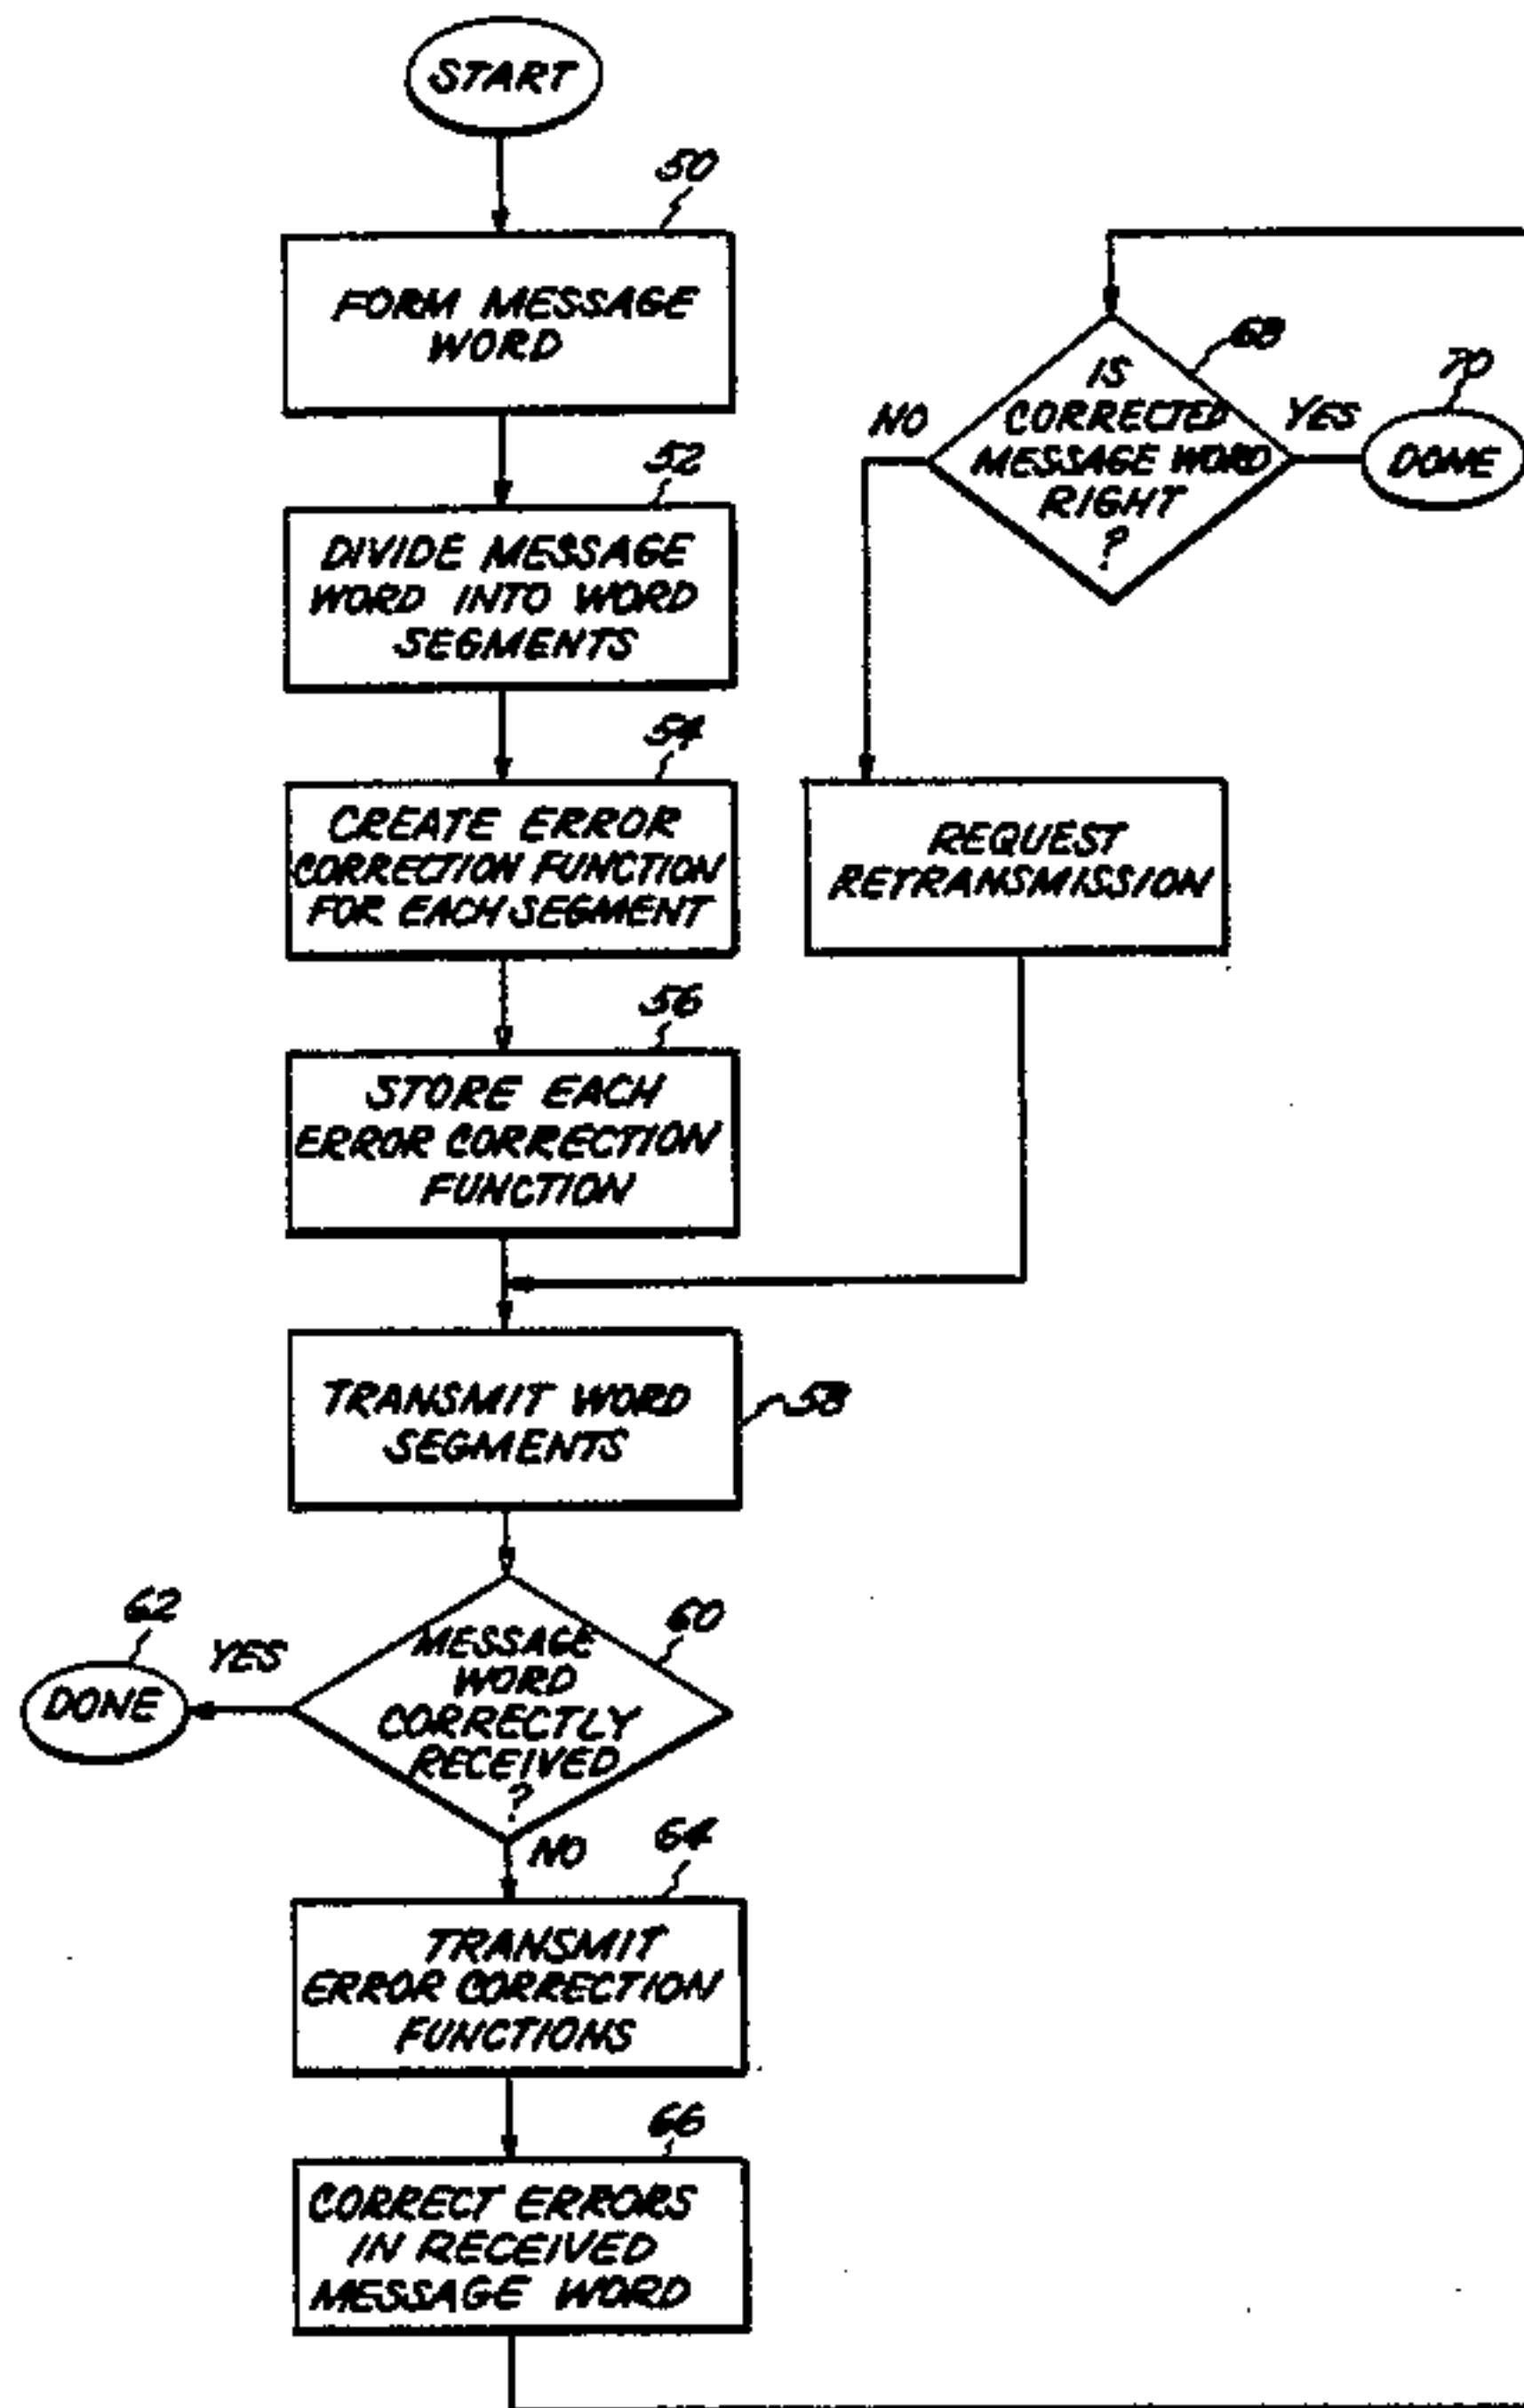 START
50
FORM MESSAGE
WORD
52
DIVIDE MESSAGE
WORD INTO WORD
SEGMENTS
54
CREATE ERROR
CORRECTION FUNCTION
FOR EACH SEGMENT
56
STORE EACH
ERROR CORRECTION
FUNCTION
TRANSMIT WORD
SEGMENTS
58
60
MESSAGE
WORD
CORRECTLY
RECEIVED
?
YES
62
DONE
NO
64
TRANSMIT
ERROR CORRECTION
FUNCTIONS
66
CORRECT ERRORS
IN RECEIVED
MESSAGE WORD
68
IS
CORRECTED
MESSAGE WORD
RIGHT
?
YES
70
DONE
NO
REQUEST
RETRANSMISSION